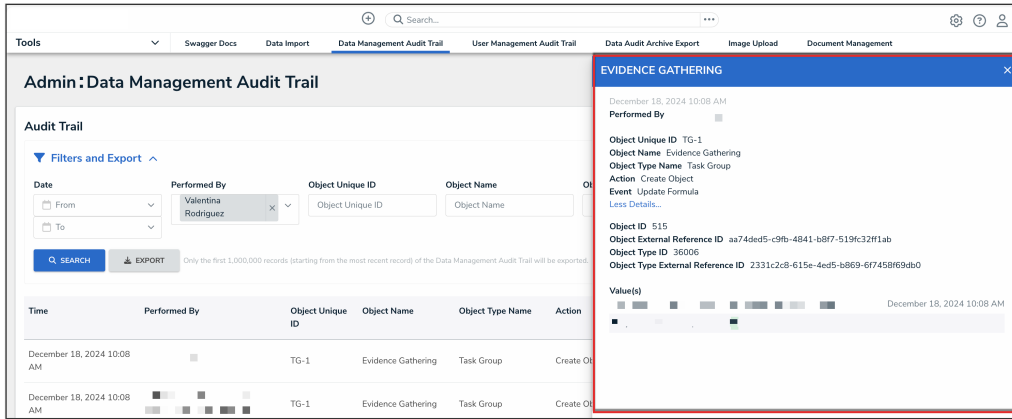 Search...
Tools
Swagger Docs
Data Import
Data Management Audit Trail
User Management Audit Trail
Data Audit Archive Export
Image Upload
Document Management
Admin:Data Management Audit Trail
Audit Trail
Filters and Export
Date
Performed By
Object Unique ID
Object Name
Ob
From
Valentina
Rodriguez
Object Unique ID
Object Name
To
SEARCH
EXPORT
Only the first 1,000,000 records (starting from the most recent record) of the Data Management Audit Trail will be exported.
Time
Performed By
Object Unique
ID
Object Name
Object Type Name
Action
December 18, 2024 10:08
AM
TG-1
Evidence Gathering
Task Group
Create Ob
December 18, 2024 10:08
AM
TG-1
Evidence Gathering
Task Group
Create Ob
EVIDENCE GATHERING
December 18, 2024 10:08 AM
Performed By
Object Unique ID TG-1
Object Name Evidence Gathering
Object Type Name Task Group
Action Create Object
Event Update Formula
Less Details...
Object ID 515
Object External Reference ID aa74ded5-c9fb-4841-b8f7-519fc32ff1ab
Object Type ID 36006
Object Type External Reference ID 2331c2c8-615e-4ed5-b869-6f7458f69db0
Value(s)
December 18, 2024 10:08 AM